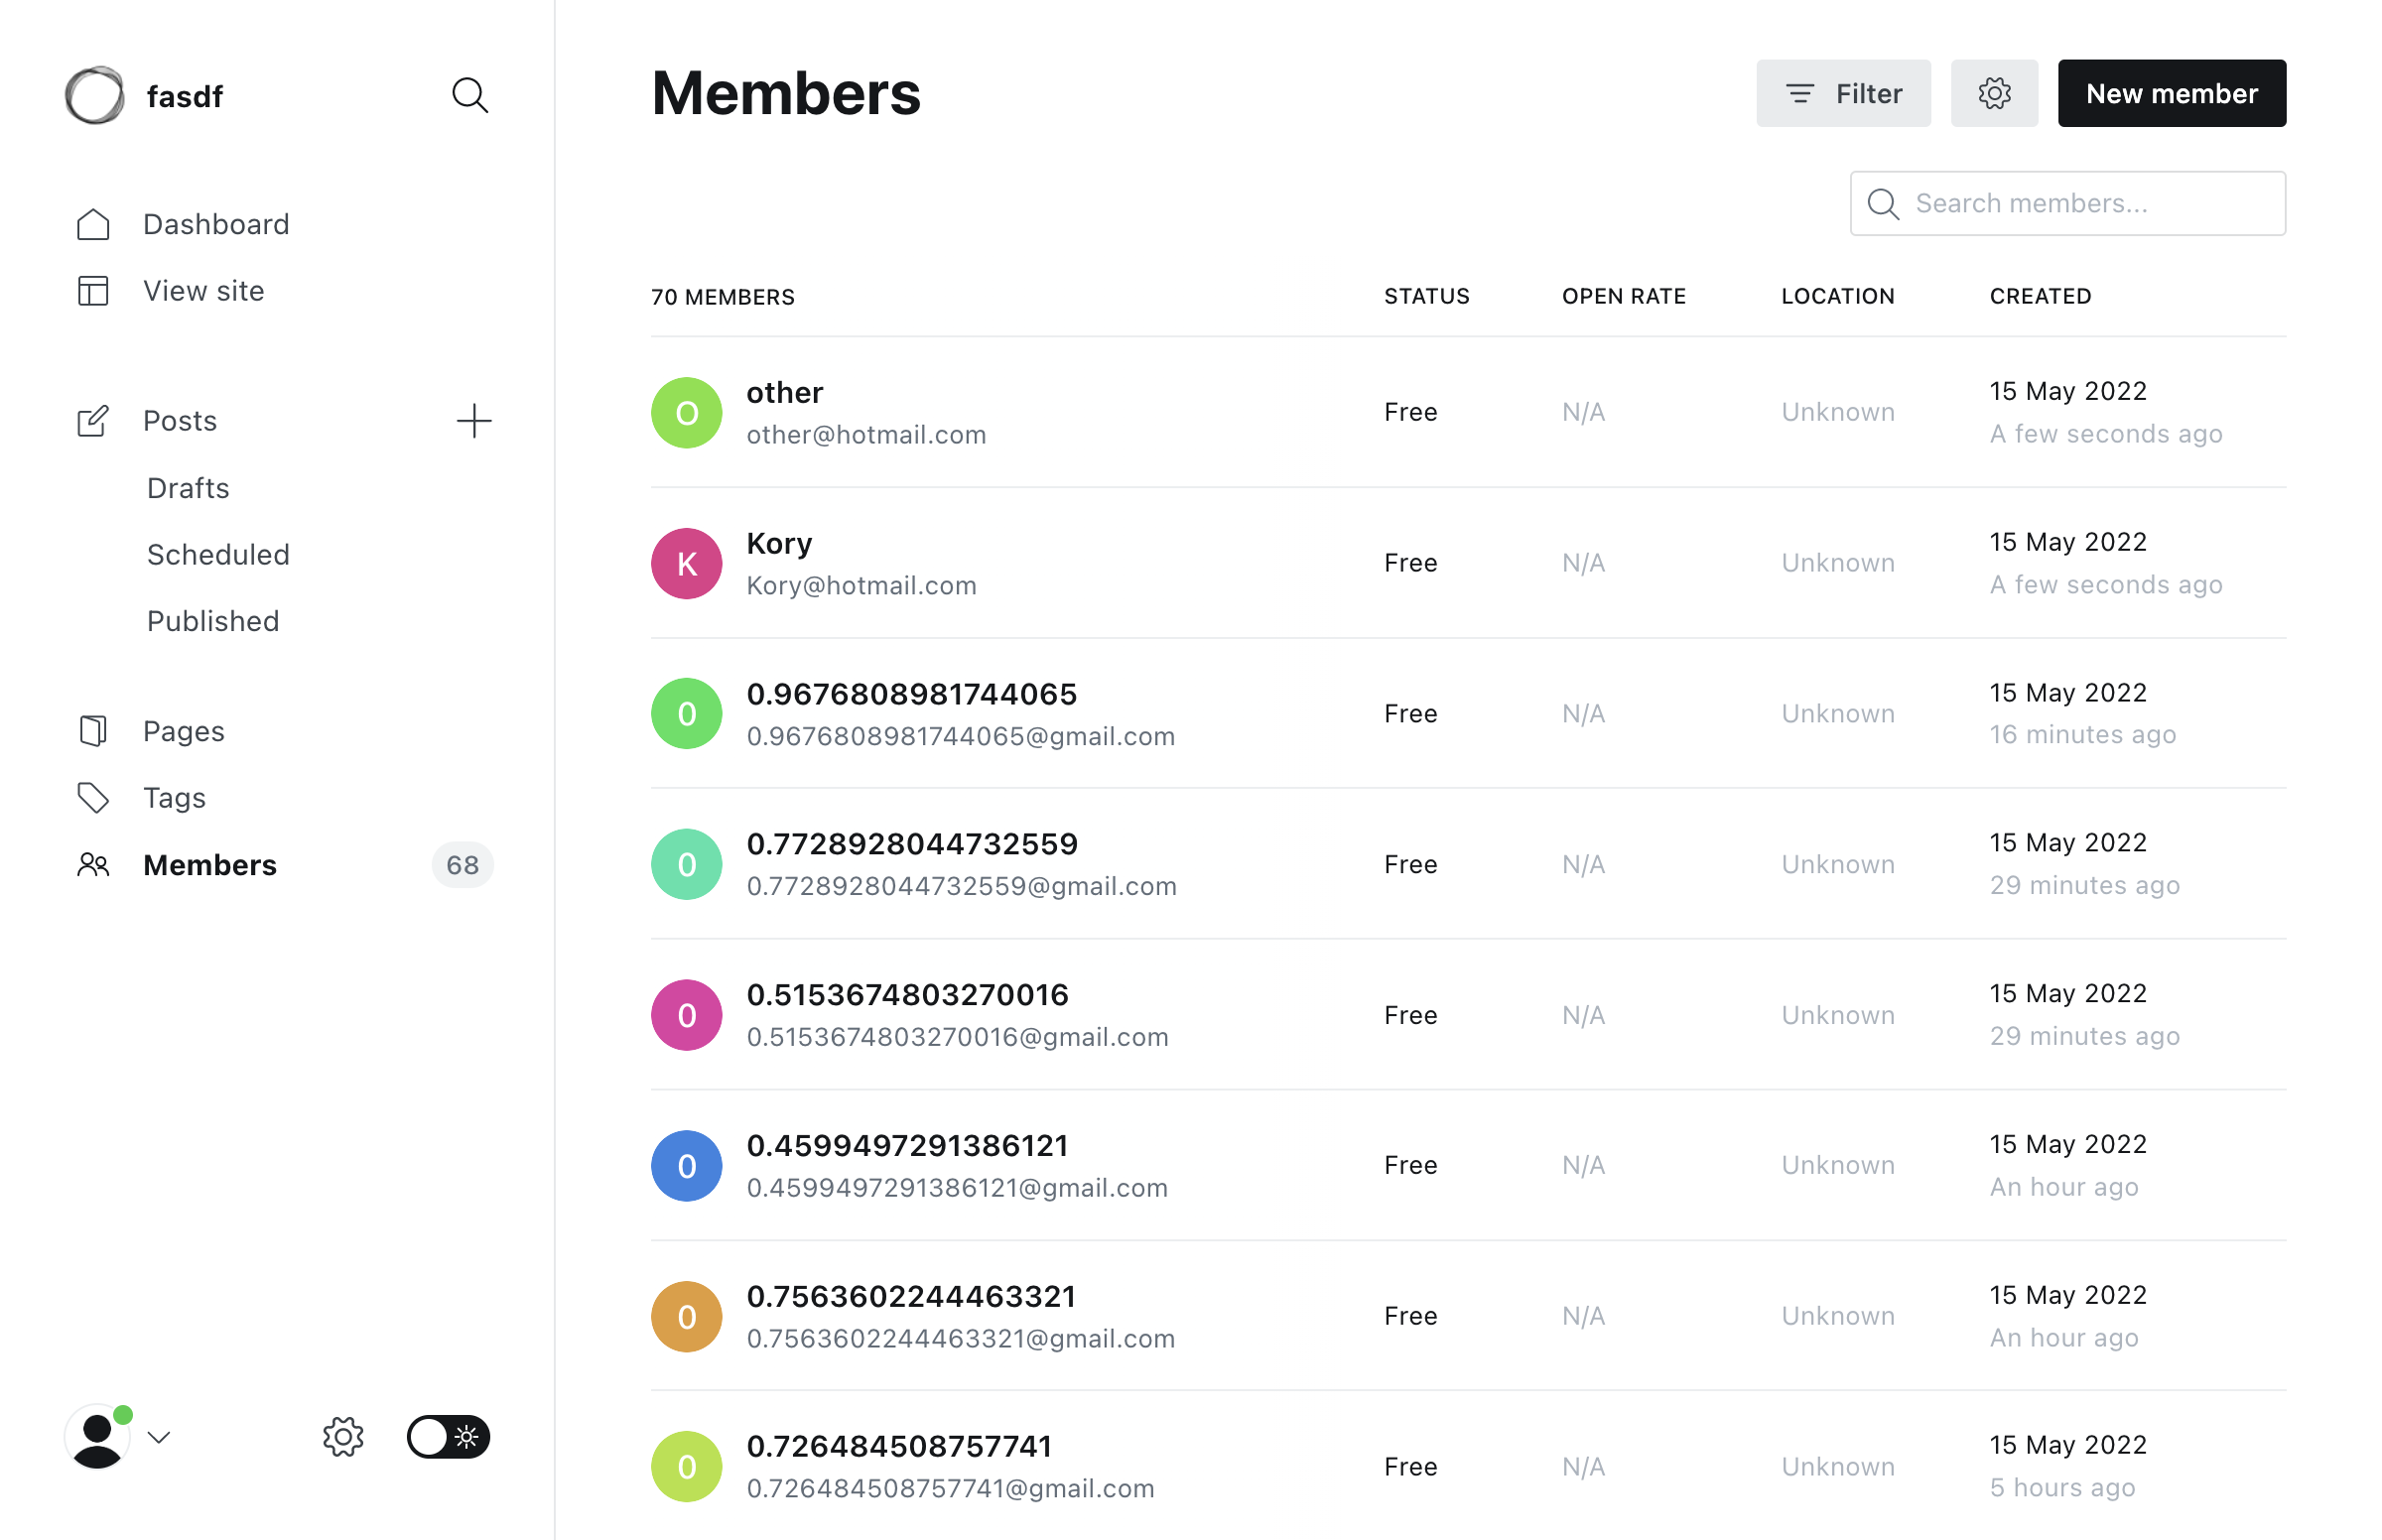 fasdf
Dashboard
View site
Posts
Drafts
Scheduled
Published
Pages
Tags
Members 68
Members
Filter
New member
Search members...
70 MEMBERS STATUS OPEN RATE LOCATION CREATED
O other Free N/A Unknown 15 May 2022
other@hotmail.com A few seconds ago
K Kory Free N/A Unknown 15 May 2022
Kory@hotmail.com A few seconds ago
0 0.9676808981744065 Free N/A Unknown 15 May 2022
0.9676808981744065@gmail.com 16 minutes ago
0 0.7728928044732559 Free N/A Unknown 15 May 2022
0.7728928044732559@gmail.com 29 minutes ago
0 0.5153674803270016 Free N/A Unknown 15 May 2022
0.5153674803270016@gmail.com 29 minutes ago
0 0.4599497291386121 Free N/A Unknown 15 May 2022
0.4599497291386121@gmail.com An hour ago
0 0.7563602244463321 Free N/A Unknown 15 May 2022
0.7563602244463321@gmail.com An hour ago
0 0.726484508757741 Free N/A Unknown 15 May 2022
0.726484508757741@gmail.com 5 hours ago